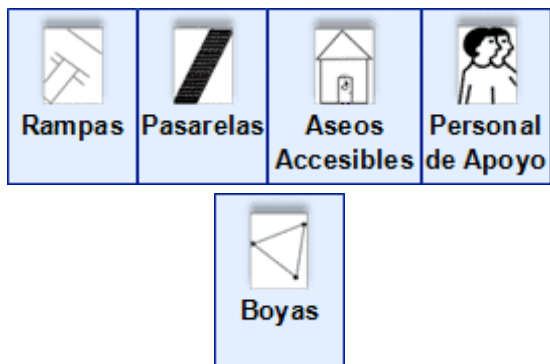 Rampas
Pasarelas
Aseos
Accesibles
Personal
de Apoyo
Boyas